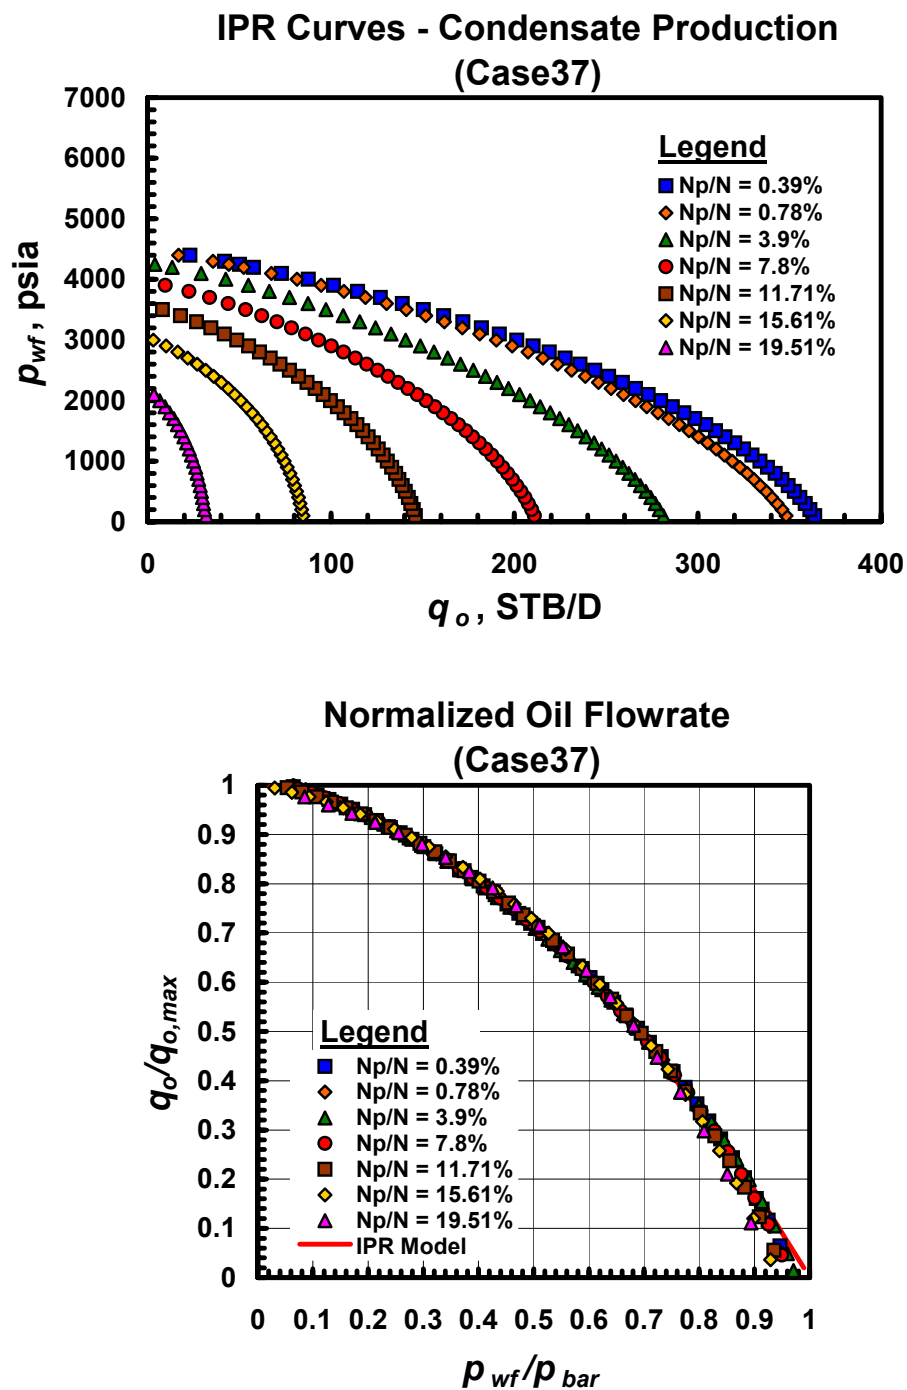 IPR Curves - Condensate Production
(Case37)
7000
6000
5000
4000
3000
2000
1000
0
p wf , psia
Legend
Np/N = 0.39%
Np/N = 0.78%
Np/N = 3.9%
Np/N = 7.8%
Np/N = 11.71%
Np/N = 15.61%
Np/N = 19.51%
0 100 200 300 400
q o , STB/D
Normalized Oil Flowrate
(Case37)
1
0.9
0.8
0.7
0.6
0.5
0.4
0.3
0.2
0.1
0
q o /q o,max
Legend
Np/N = 0.39%
Np/N = 0.78%
Np/N = 3.9%
Np/N = 7.8%
Np/N = 11.71%
Np/N = 15.61%
Np/N = 19.51%
IPR Model
0 0.1 0.2 0.3 0.4 0.5 0.6 0.7 0.8 0.9 1
p wf /p bar